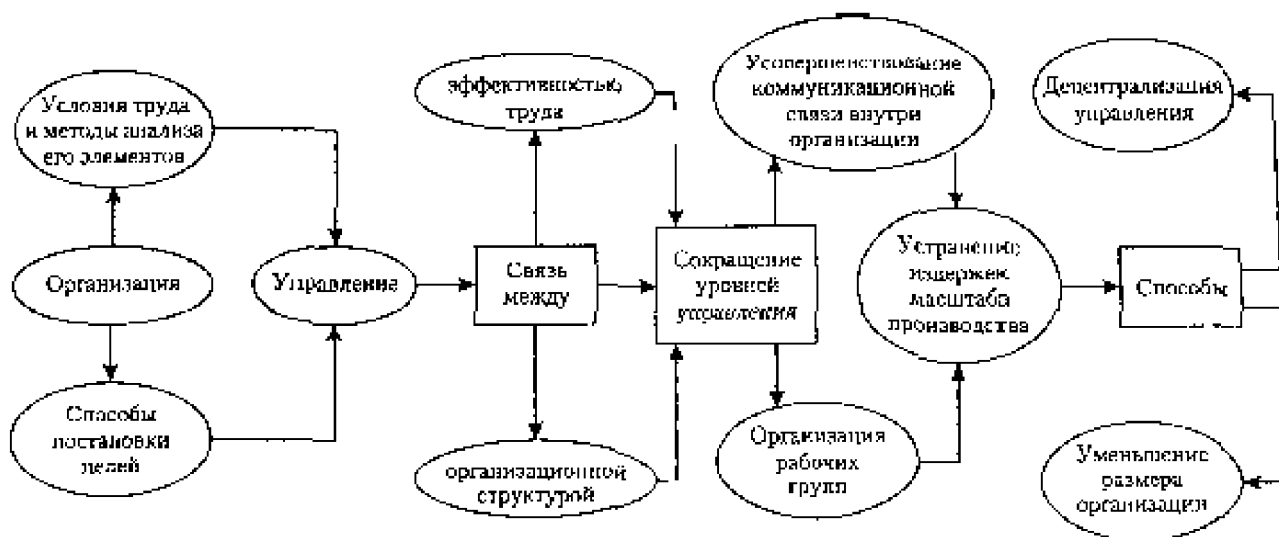 Условия труда
и методы анализа
его элементов
Организация
Способы
постановки
целей
Управление
эффективностью
труда
Связь
между
организационной
структурой
Сокращение
уровней
управления
Усовершенствование
коммуникационной
связи внутри
организации
Организация
рабочих
групп
Устранение
издержек
масштаба
производства
Способы
Децентрализация
управления
Уменьшение
размера
организации